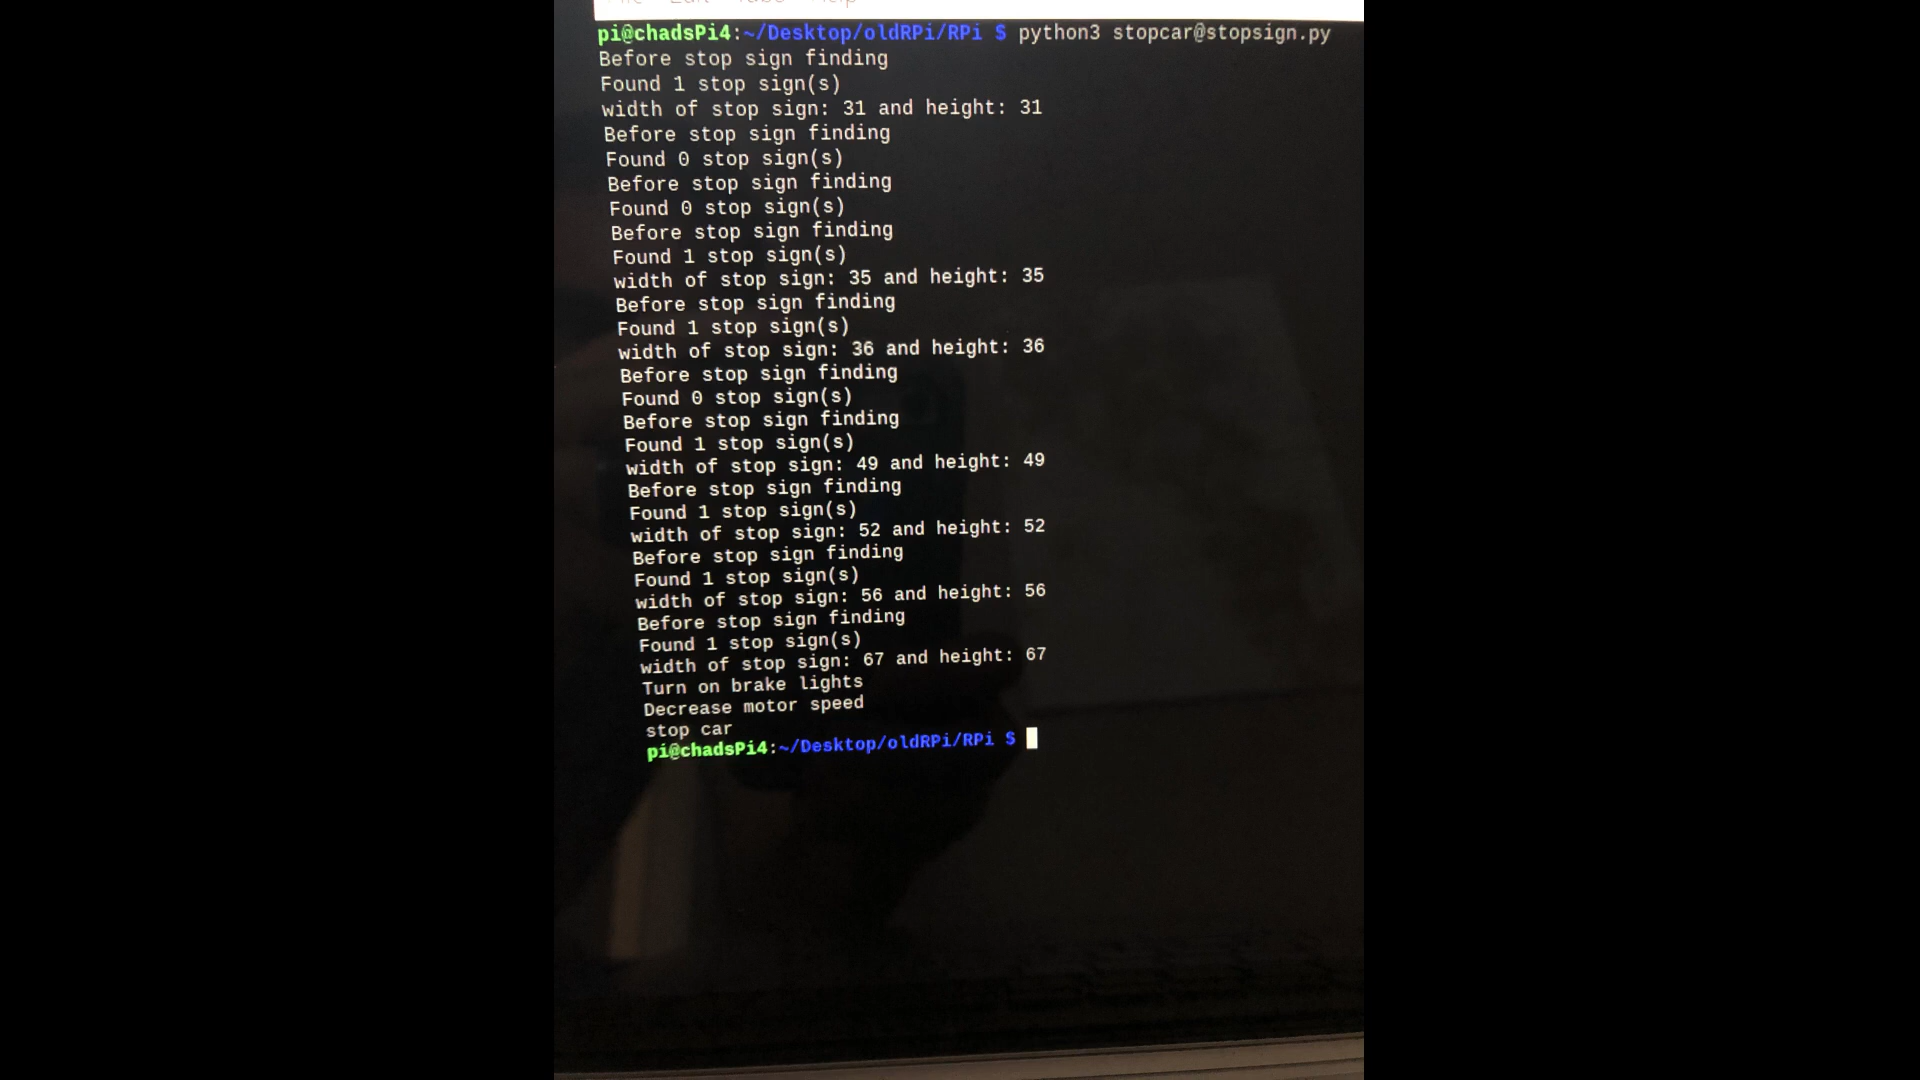 pi@chadsPi4:~/Desktop/oldRPi/RPi $ python3 stopcar@stopsign.py
Before stop sign finding
Found 1 stop sign(s)
width of stop sign: 31 and height: 31
Before stop sign finding
Found 0 stop sign(s)
Before stop sign finding
Found 0 stop sign(s)
Before stop sign finding
Found 1 stop sign(s)
width of stop sign: 35 and height: 35
Before stop sign finding
Found 1 stop sign(s)
width of stop sign: 36 and height: 36
Before stop sign finding
Found 0 stop sign(s)
Before stop sign finding
Found 1 stop sign(s)
width of stop sign: 49 and height: 49
Before stop sign finding
Found 1 stop sign(s)
width of stop sign: 52 and height: 52
Before stop sign finding
Found 1 stop sign(s)
width of stop sign: 56 and height: 56
Before stop sign finding
Found 1 stop sign(s)
width of stop sign: 67 and height: 67
Turn on brake lights
Decrease motor speed
stop car
pi@chadsPi4:~/Desktop/oldRPi/RPi $